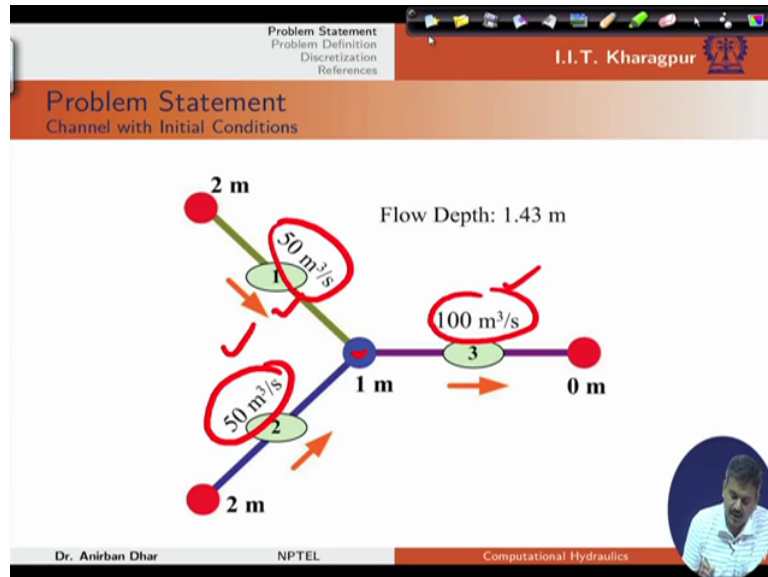 Problem Statement
Problem Definition
Discretization
References
I.I.T. Kharagpur
Problem Statement
Channel with Initial Conditions
2 m
Flow Depth: 1.43 m
50 m³/s
1
100 m³/s
3
1 m
0 m
50 m³/s
2
2 m
Dr. Anirban Dhar
NPTEL
Computational Hydraulics